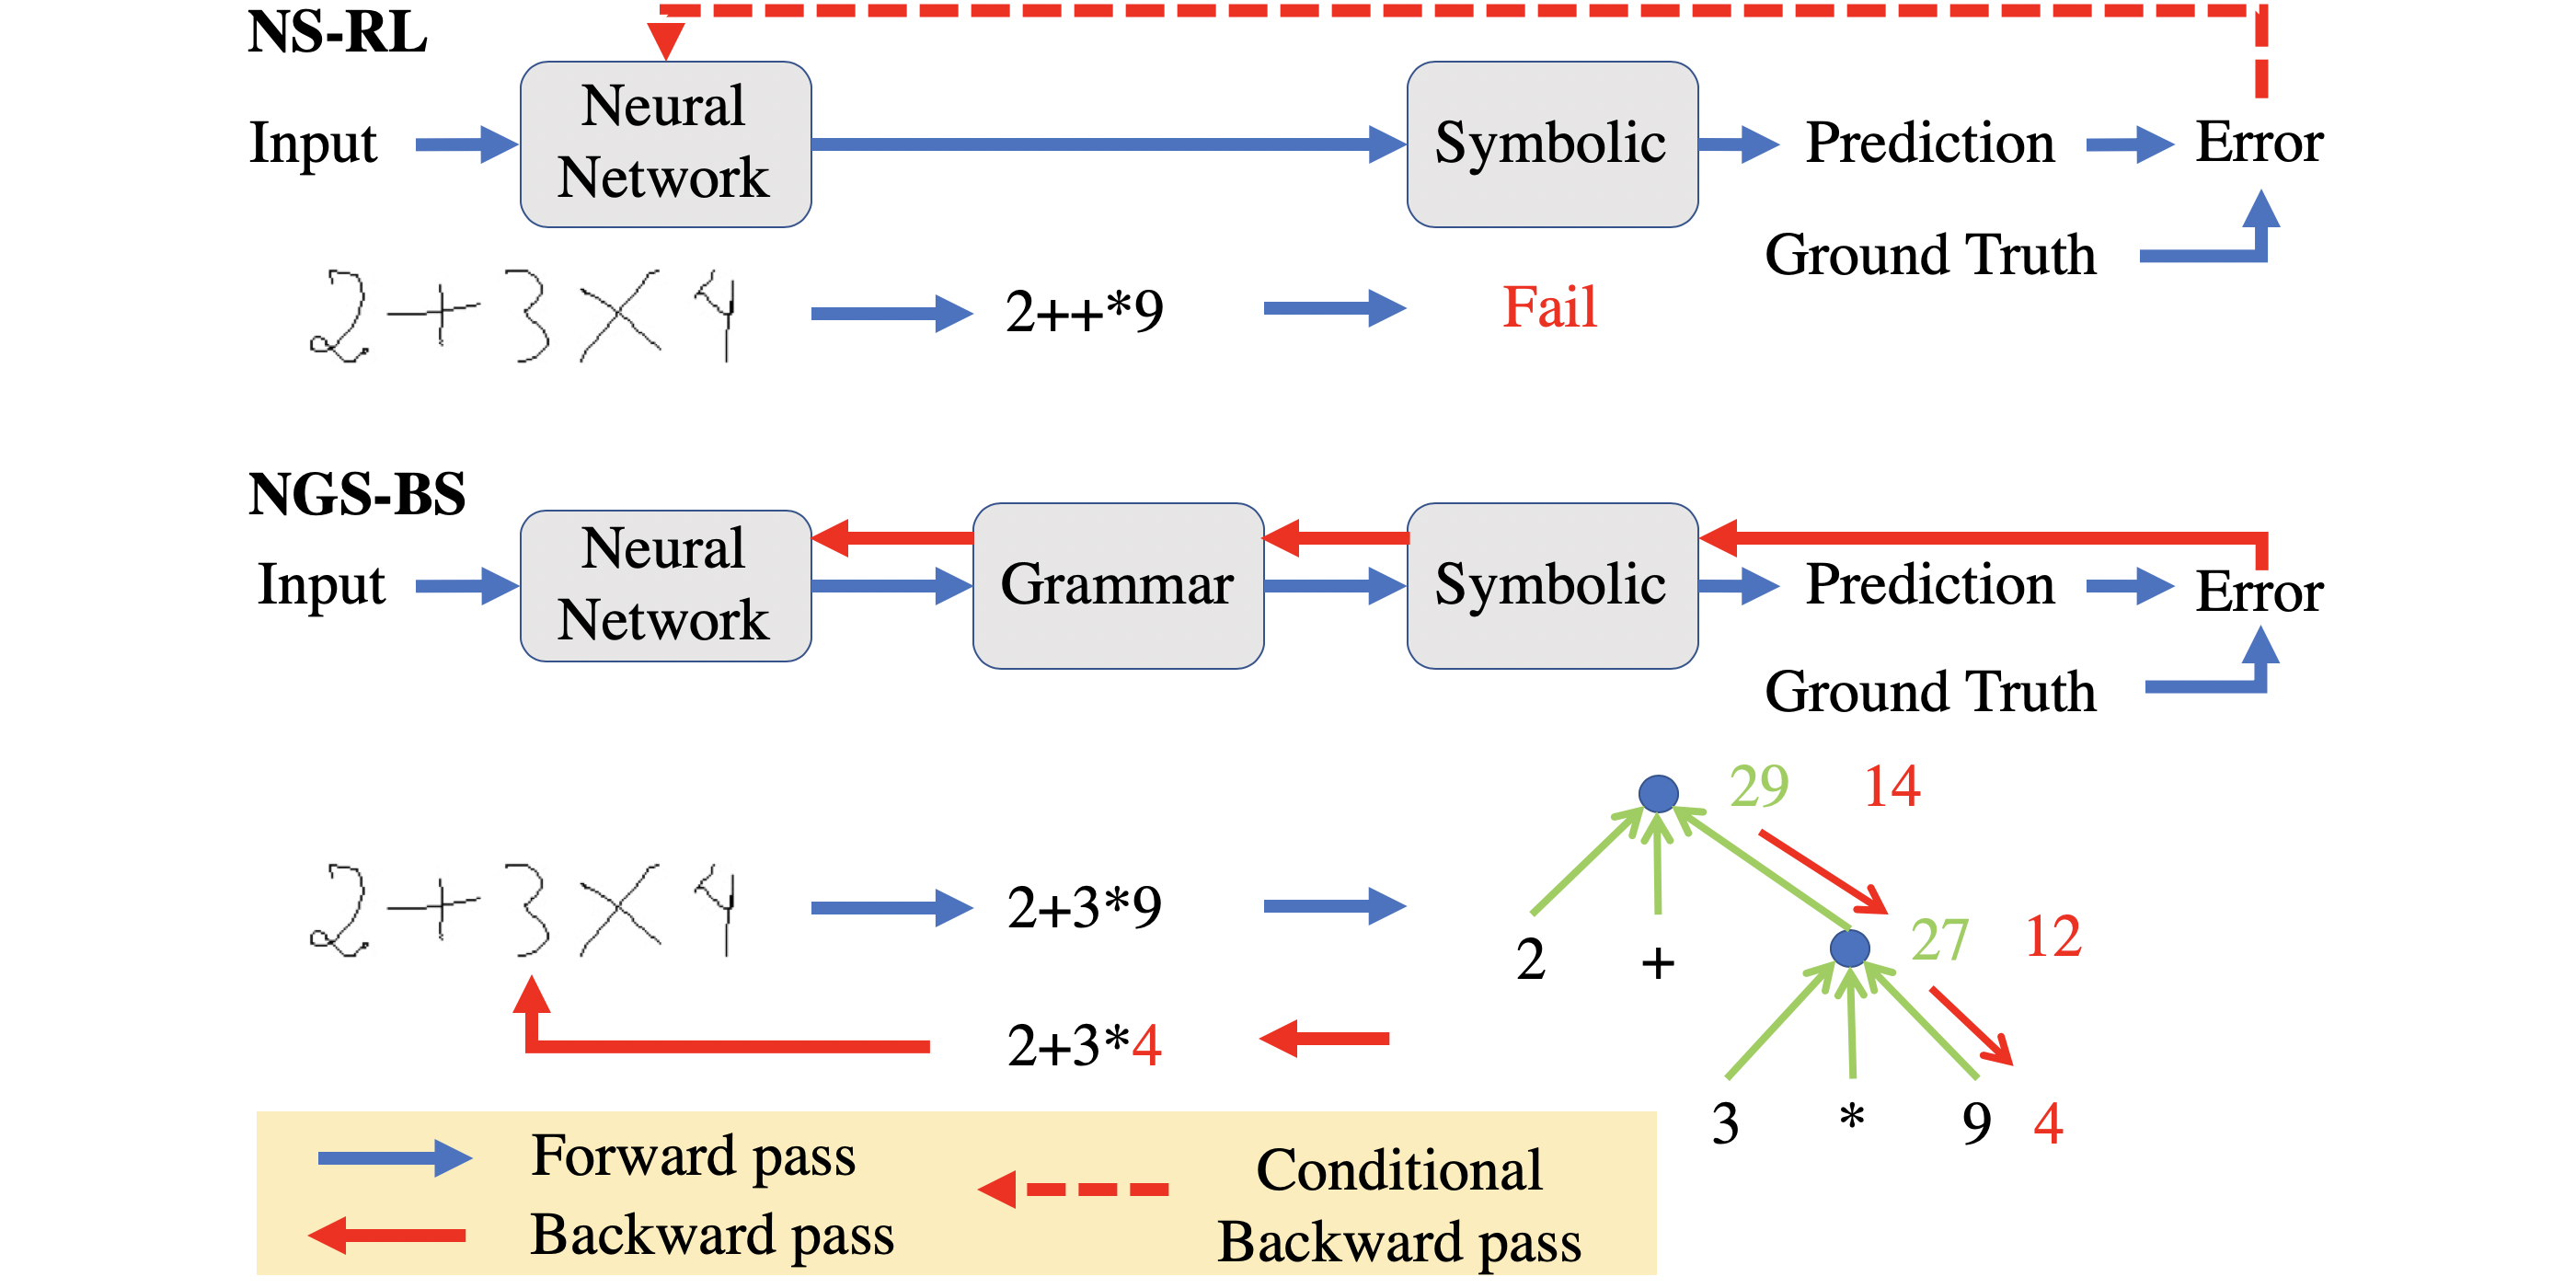 NS-RL
Input
Neural
Network
Symbolic
Prediction
Error
Ground Truth
2+3×4
2++*9
Fail
NGS-BS
Input
Neural
Network
Grammar
Symbolic
Prediction
Error
Ground Truth
29 14
2+3×4
2+3*9
2 +
27 12
2+3*4
3 * 9 4
Forward pass
Backward pass
Conditional
Backward pass